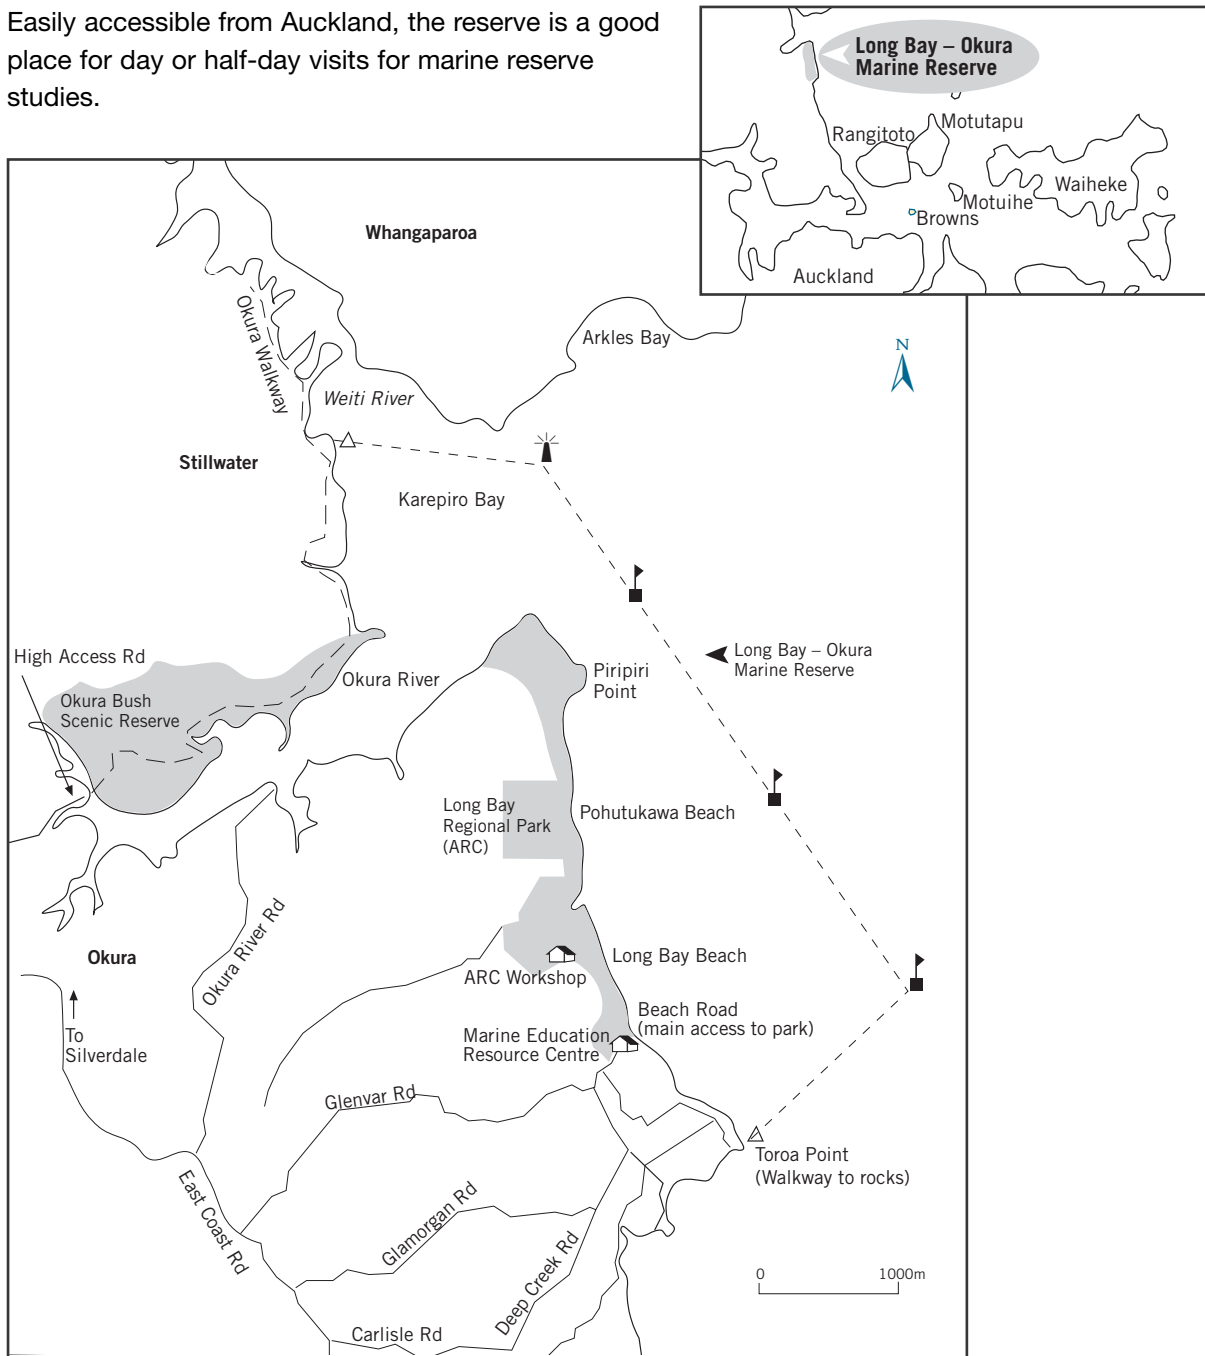 Easily accessible from Auckland, the reserve is a good
place for day or half-day visits for marine reserve
studies.
Long Bay – Okura
Marine Reserve
Motutapu
Rangitoto
Waiheke
Motuihe
Browns
Auckland
Whangaparoa
Arkles Bay
N
Okura Walkway
Weiti River
Stillwater
Karepiro Bay
High Access Rd
Okura Bush
Scenic Reserve
Okura River
Piripiri
Point
Long Bay – Okura
Marine Reserve
Long Bay
Regional Park
(ARC)
Pohutukawa Beach
Okura River Rd
Okura
Long Bay Beach
ARC Workshop
To
Silverdale
Beach Road
(main access to park)
Marine Education
Resource Centre
Glenvar Rd
Toroa Point
(Walkway to rocks)
East Coast Rd
Glamorgan Rd
Deep Creek Rd
0 1000m
Carlisle Rd